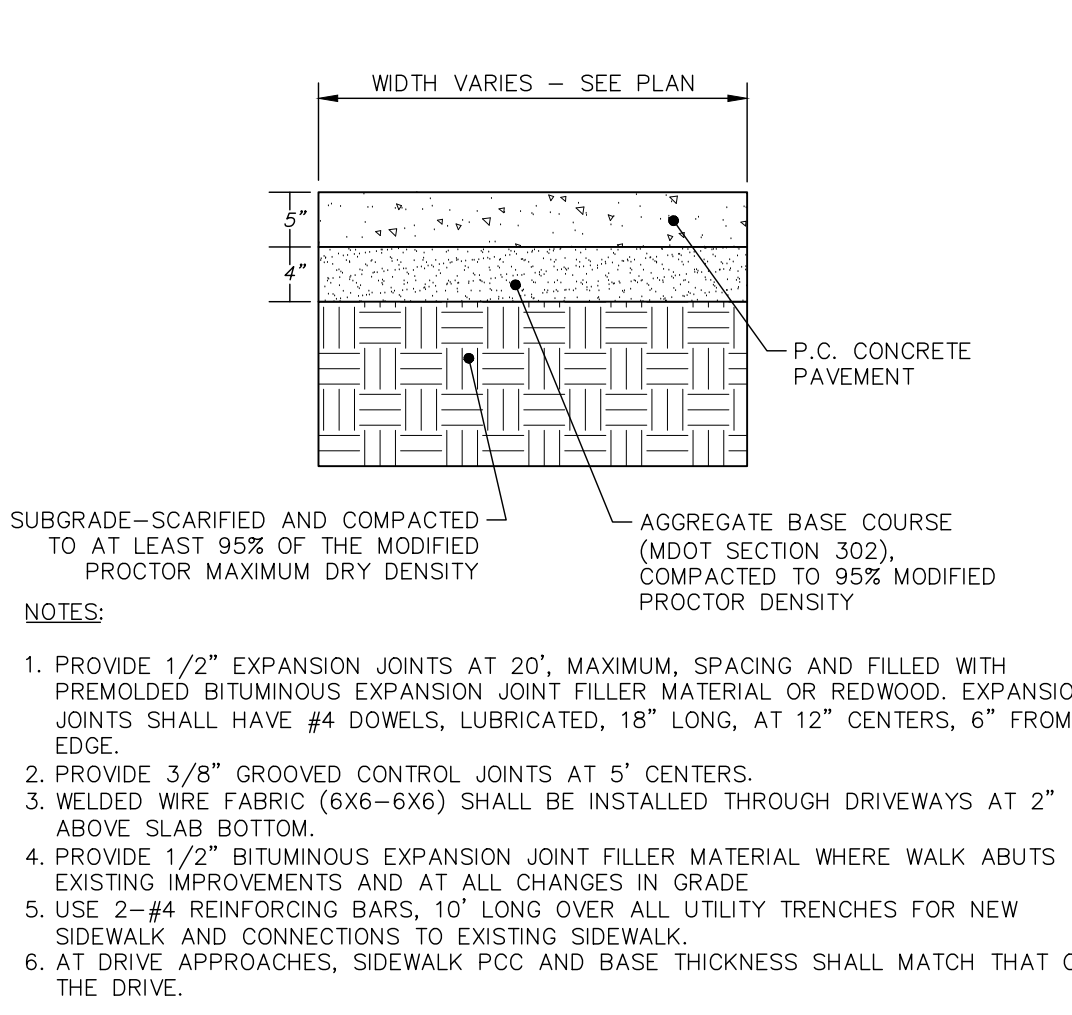 WIDTH VARIES – SEE PLAN
5"
4"
P.C. CONCRETE
PAVEMENT
SUBGRADE–SCARIFIED AND COMPACTED
TO AT LEAST 95% OF THE MODIFIED
PROCTOR MAXIMUM DRY DENSITY
AGGREGATE BASE COURSE
(MDOT SECTION 302),
COMPACTED TO 95% MODIFIED
PROCTOR DENSITY
NOTES:
1. PROVIDE 1/2" EXPANSION JOINTS AT 20', MAXIMUM, SPACING AND FILLED WITH
PREMOLDED BITUMINOUS EXPANSION JOINT FILLER MATERIAL OR REDWOOD. EXPANSIO
JOINTS SHALL HAVE #4 DOWELS, LUBRICATED, 18" LONG, AT 12" CENTERS, 6" FROM
EDGE.
2. PROVIDE 3/8" GROOVED CONTROL JOINTS AT 5' CENTERS.
3. WELDED WIRE FABRIC (6X6–6X6) SHALL BE INSTALLED THROUGH DRIVEWAYS AT 2"
ABOVE SLAB BOTTOM.
4. PROVIDE 1/2" BITUMINOUS EXPANSION JOINT FILLER MATERIAL WHERE WALK ABUTS
EXISTING IMPROVEMENTS AND AT ALL CHANGES IN GRADE
5. USE 2–#4 REINFORCING BARS, 10' LONG OVER ALL UTILITY TRENCHES FOR NEW
SIDEWALK AND CONNECTIONS TO EXISTING SIDEWALK.
6. AT DRIVE APPROACHES, SIDEWALK PCC AND BASE THICKNESS SHALL MATCH THAT
THE DRIVE.